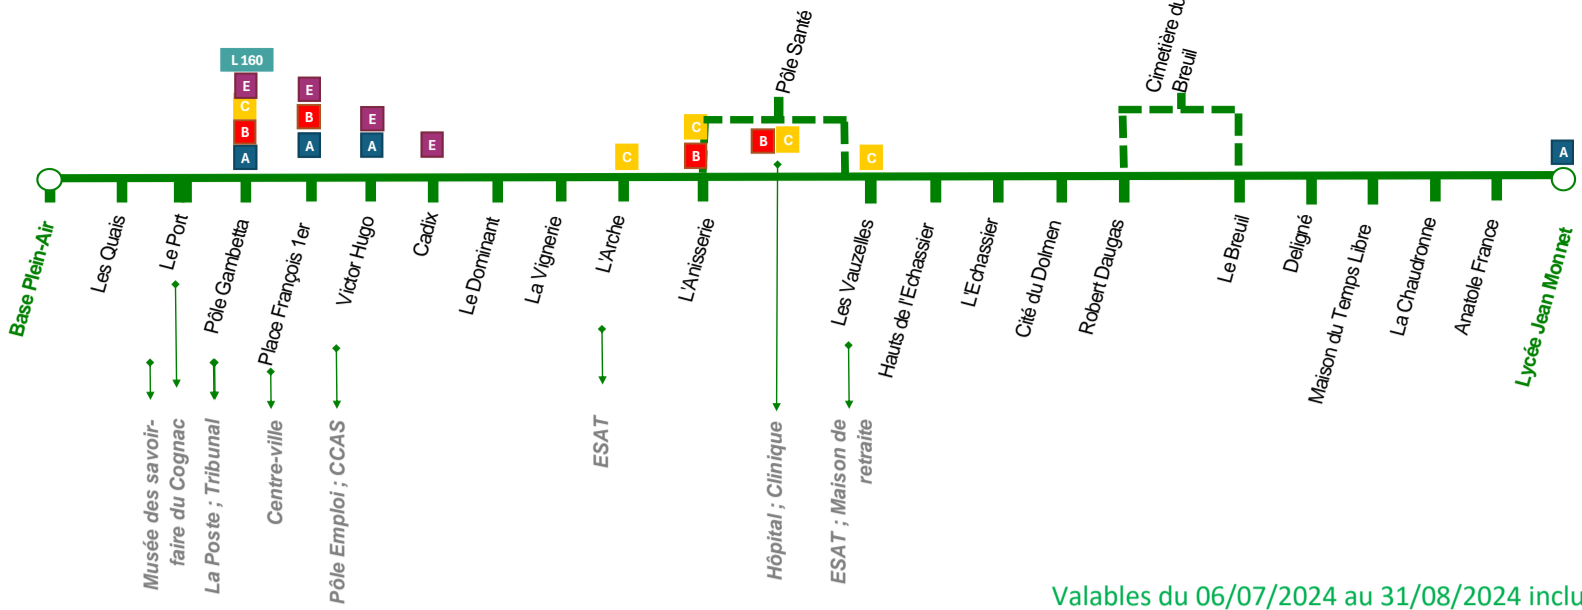 L 160
E
C
B
A
E
B
A
E
A
E
C
C
B
B
C
C
A
Pôle Santé
Cimetière du
Breuil
Base Plein-Air
Les Quais
Le Port
Pôle Gambetta
Place François 1er
Victor Hugo
Cadix
Le Dominant
La Vignerie
L'Arche
L'Anisserie
Les Vauzelles
Hauts de l'Echassier
L'Echassier
Cité du Dolmen
Robert Daugas
Le Breuil
Deligné
Maison du Temps Libre
La Chaudronne
Anatole France
Lycée Jean Monnet
Musée des savoir-
faire du Cognac
La Poste ; Tribunal
Centre-ville
Pôle Emploi ; CCAS
ESAT
Hôpital ; Clinique
ESAT ; Maison de
retraite
Valables du 06/07/2024 au 31/08/2024 inclu